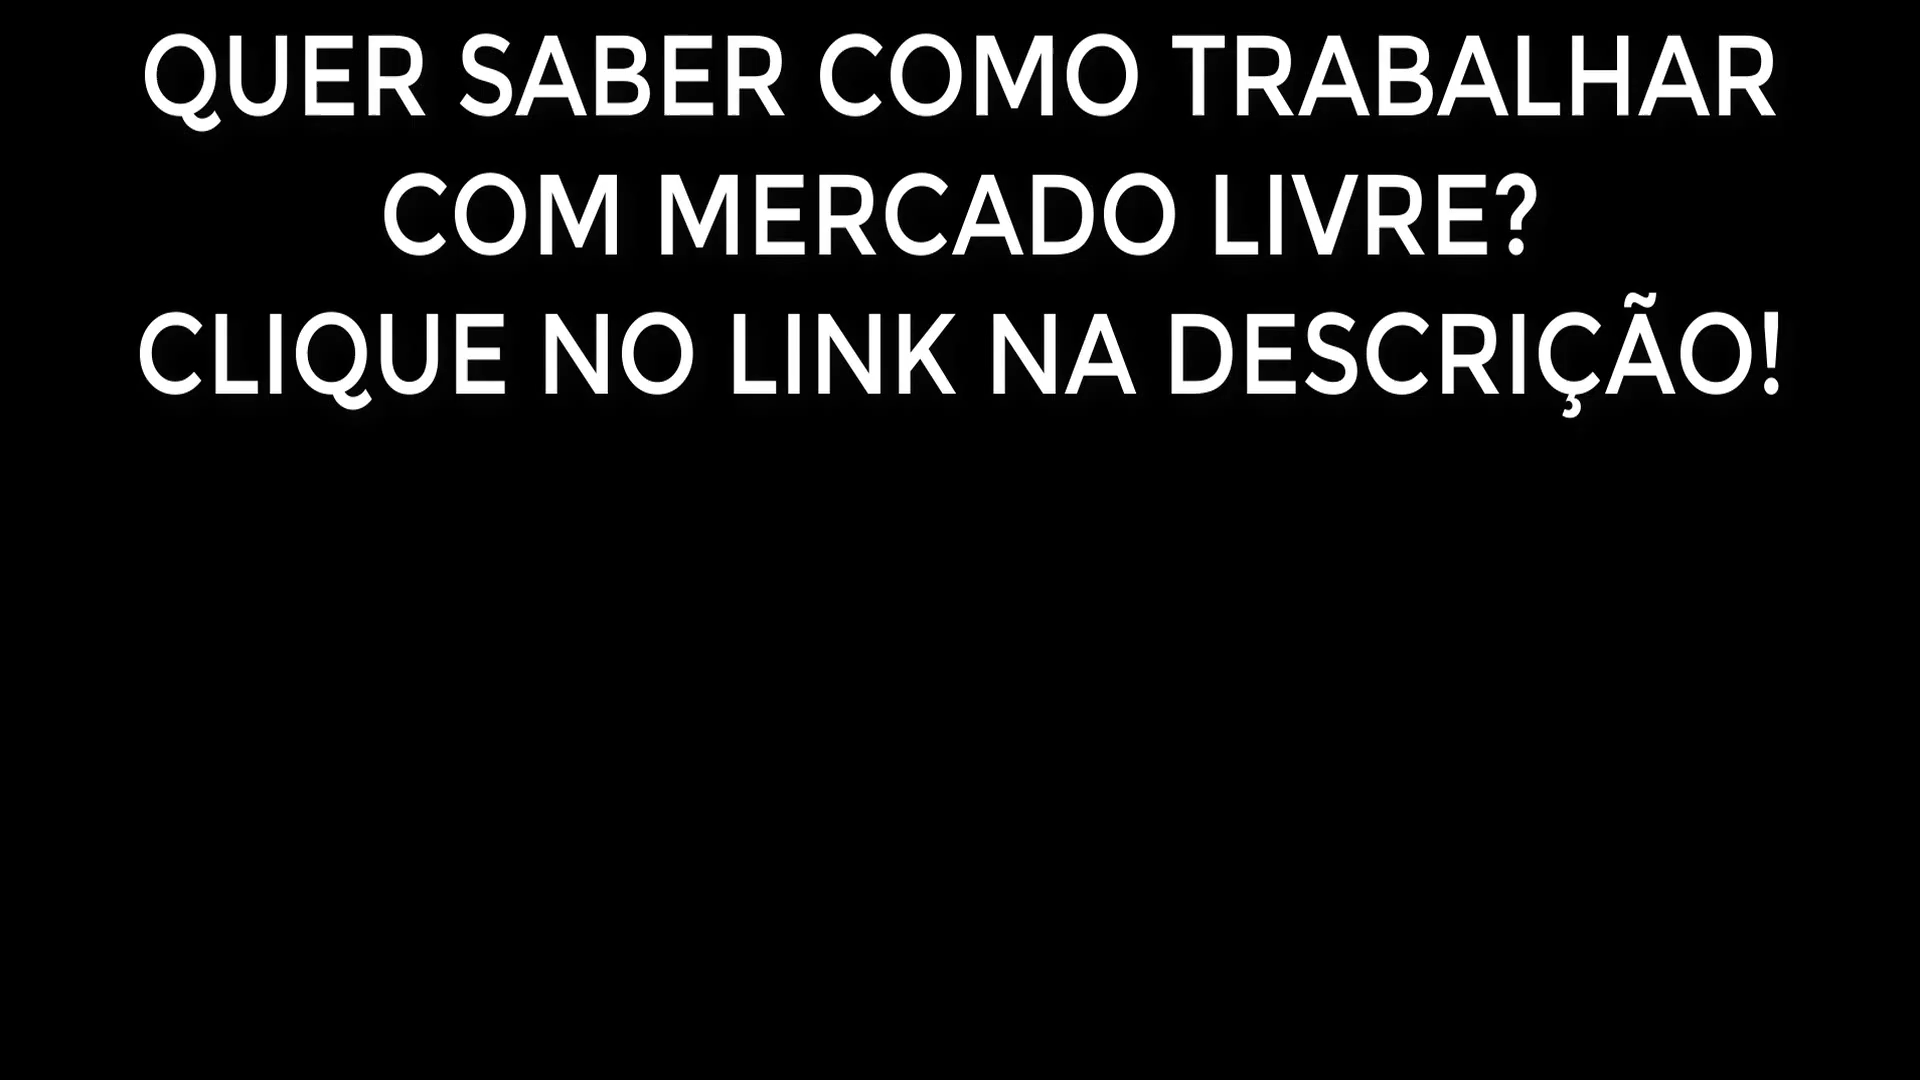 QUER SABER COMO TRABALHAR
COM MERCADO LIVRE?
CLIQUE NO LINK NA DESCRIÇÃO!